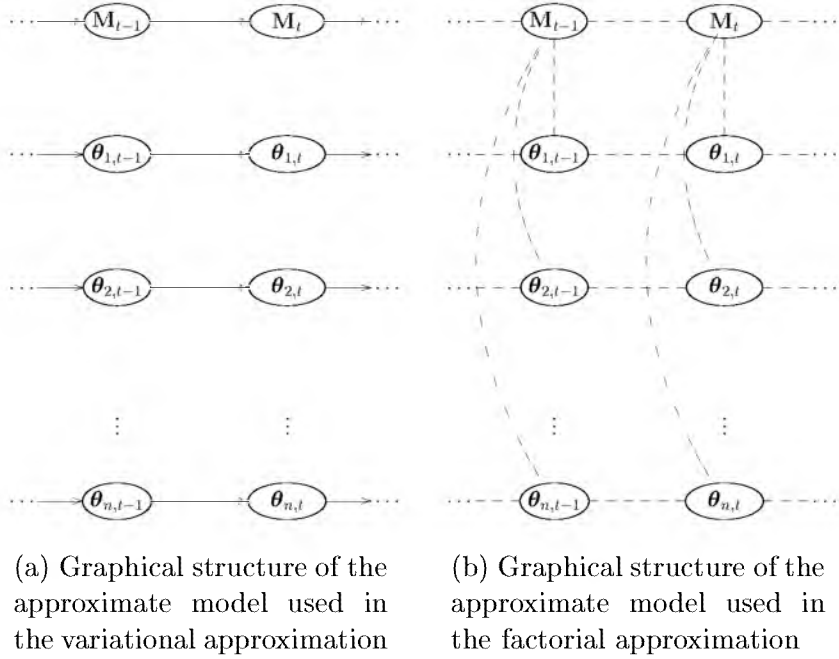 ··· M_{t−1} M_t ··· ··· M_{t−1} M_t ···
··· θ_{1,t−1} θ_{1,t} ··· ··· θ_{1,t−1} θ_{1,t} ···
··· θ_{2,t−1} θ_{2,t} ··· ··· θ_{2,t−1} θ_{2,t} ···
⋮ ⋮ ⋮ ⋮
··· θ_{n,t−1} θ_{n,t} ··· ··· θ_{n,t−1} θ_{n,t} ···
(a) Graphical structure of the
approximate model used in
the variational approximation
(b) Graphical structure of the
approximate model used in
the factorial approximation